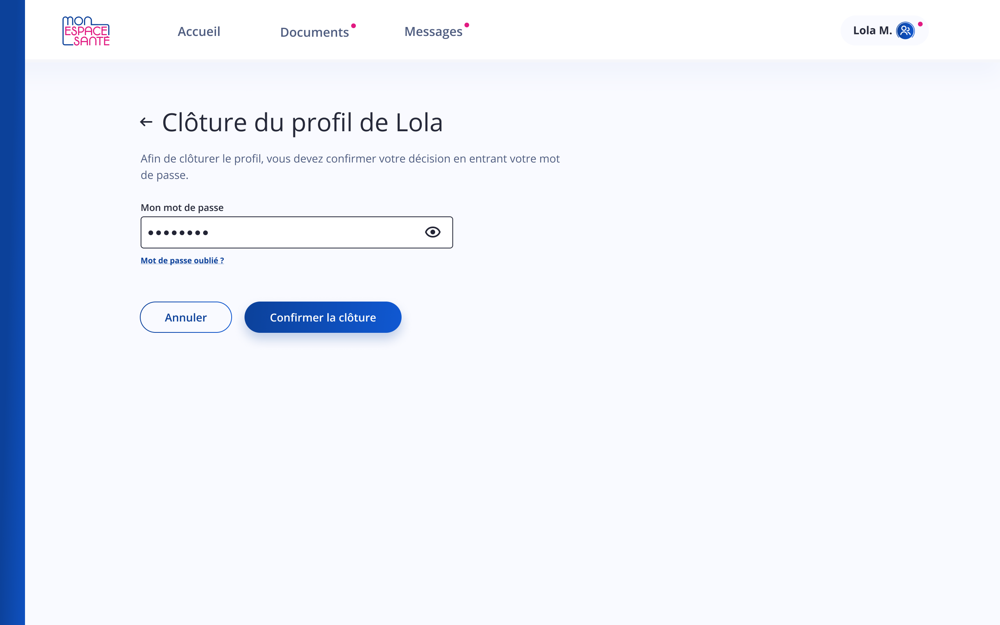 mon
ESPACE
SANTÉ
Accueil
Documents
Messages
Lola M.
Clôture du profil de Lola
Afin de clôturer le profil, vous devez confirmer votre décision en entrant votre mot
de passe.
Mon mot de passe
Mot de passe oublié ?
Annuler
Confirmer la clôture